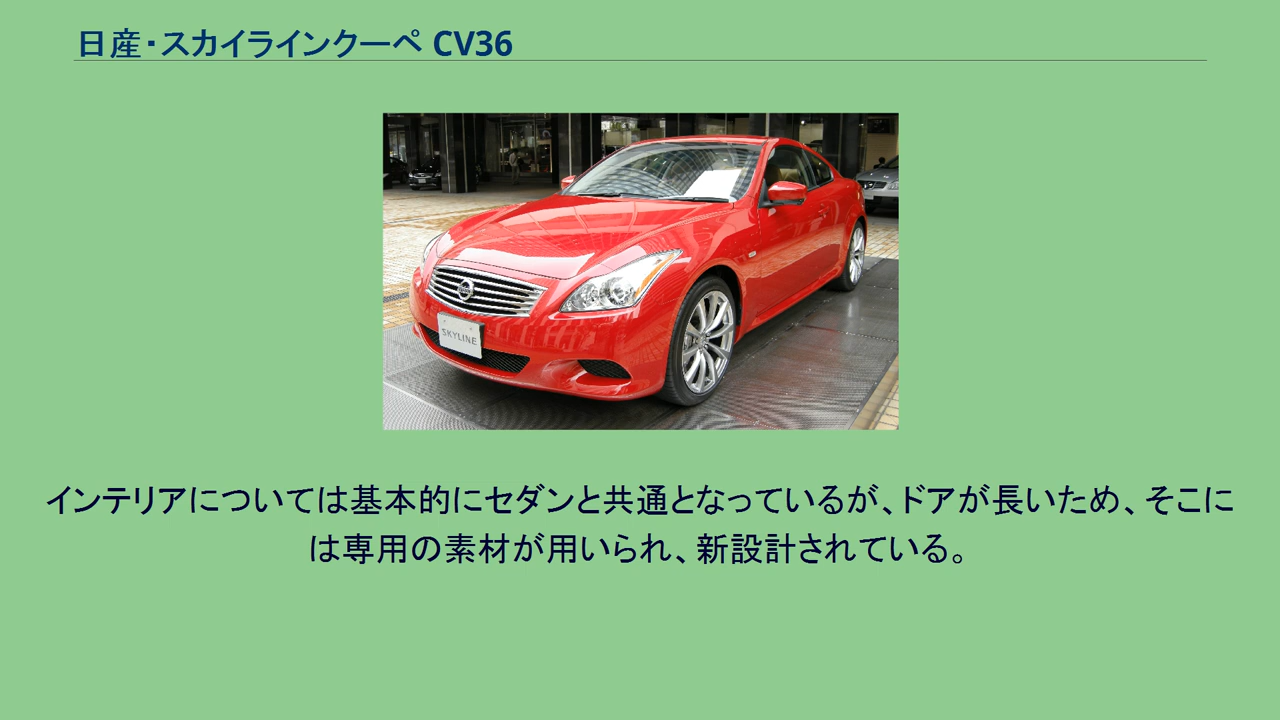 日産・スカイラインクーペ CV36
SKYLINE
インテリアについては基本的にセダンと共通となっているが、ドアが長いため、そこに
は専用の素材が用いられ、新設計されている。